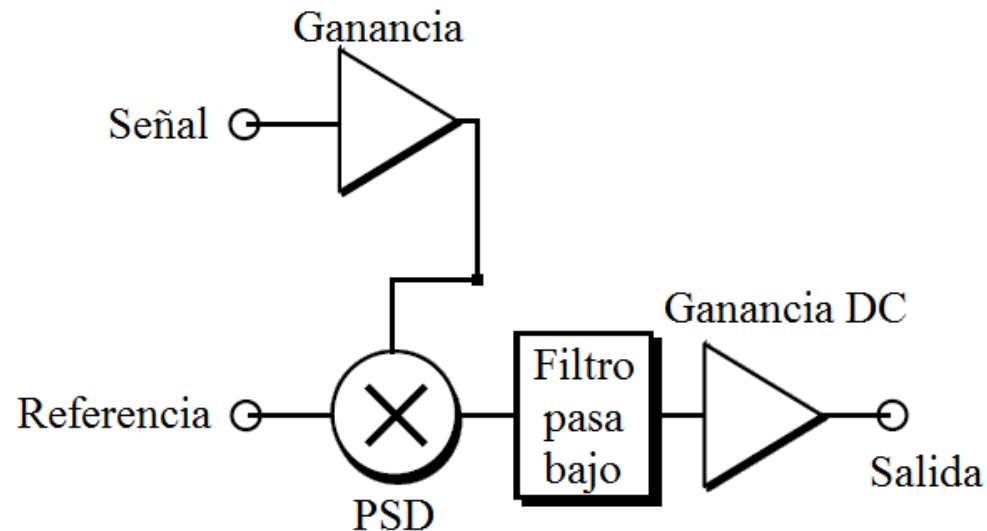 Ganancia
Señal
Ganancia DC
Filtro
pasa
bajo
Referencia
Salida
PSD